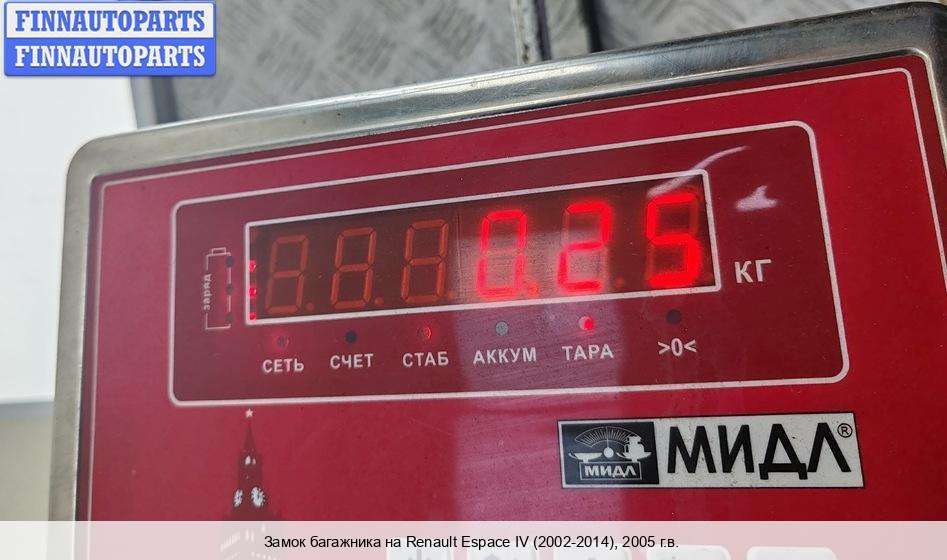 FINNAUTOPARTS
FINNAUTOPARTS
заряд
0.25 КГ
СЕТЬ СЧЕТ СТАБ АККУМ ТАРА >0<
МИДЛ МИДЛ®
Замок багажника на Renault Espace IV (2002-2014), 2005 г.в.